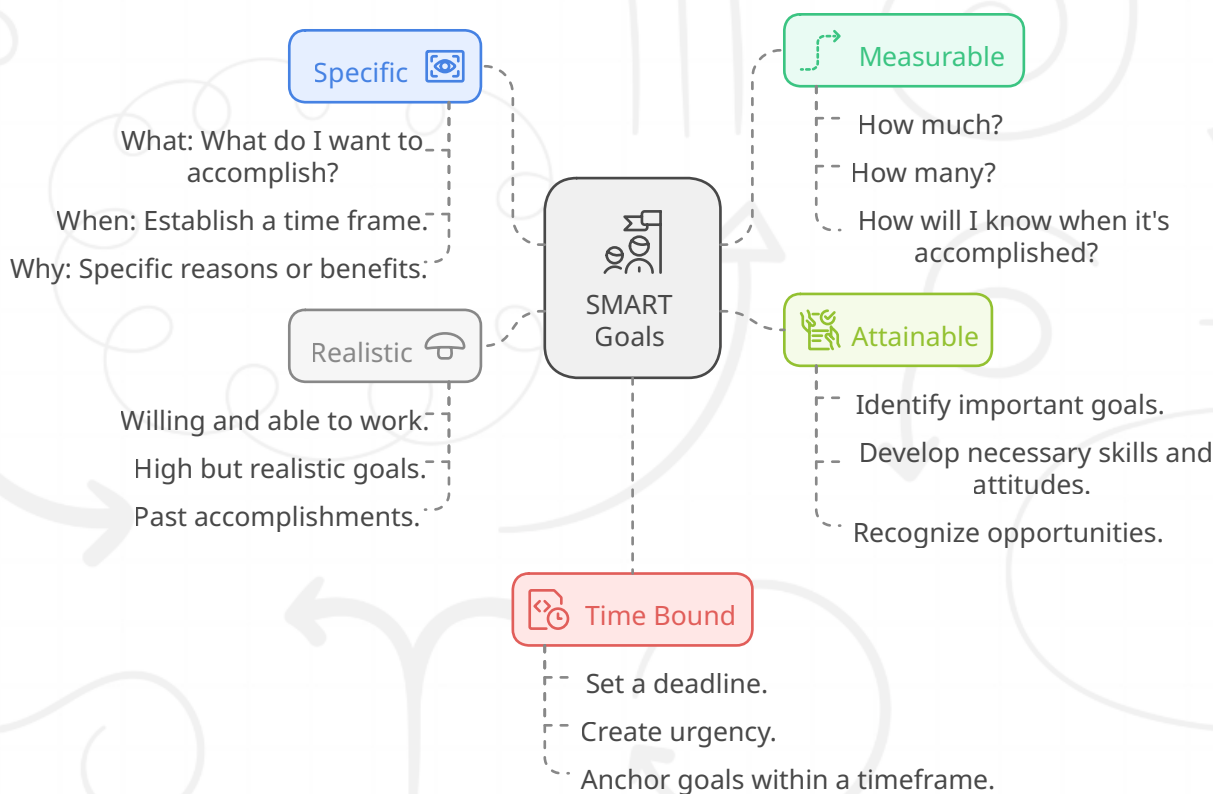 SMART
Goals
Specific
What: What do I want to
accomplish?
When: Establish a time frame.
Why: Specific reasons or benefits.
Measurable
How much?
How many?
How will I know when it's
accomplished?
Attainable
Identify important goals.
Develop necessary skills and
attitudes.
Recognize opportunities.
Realistic
Willing and able to work.
High but realistic goals.
Past accomplishments.
Time Bound
Set a deadline.
Create urgency.
Anchor goals within a timeframe.